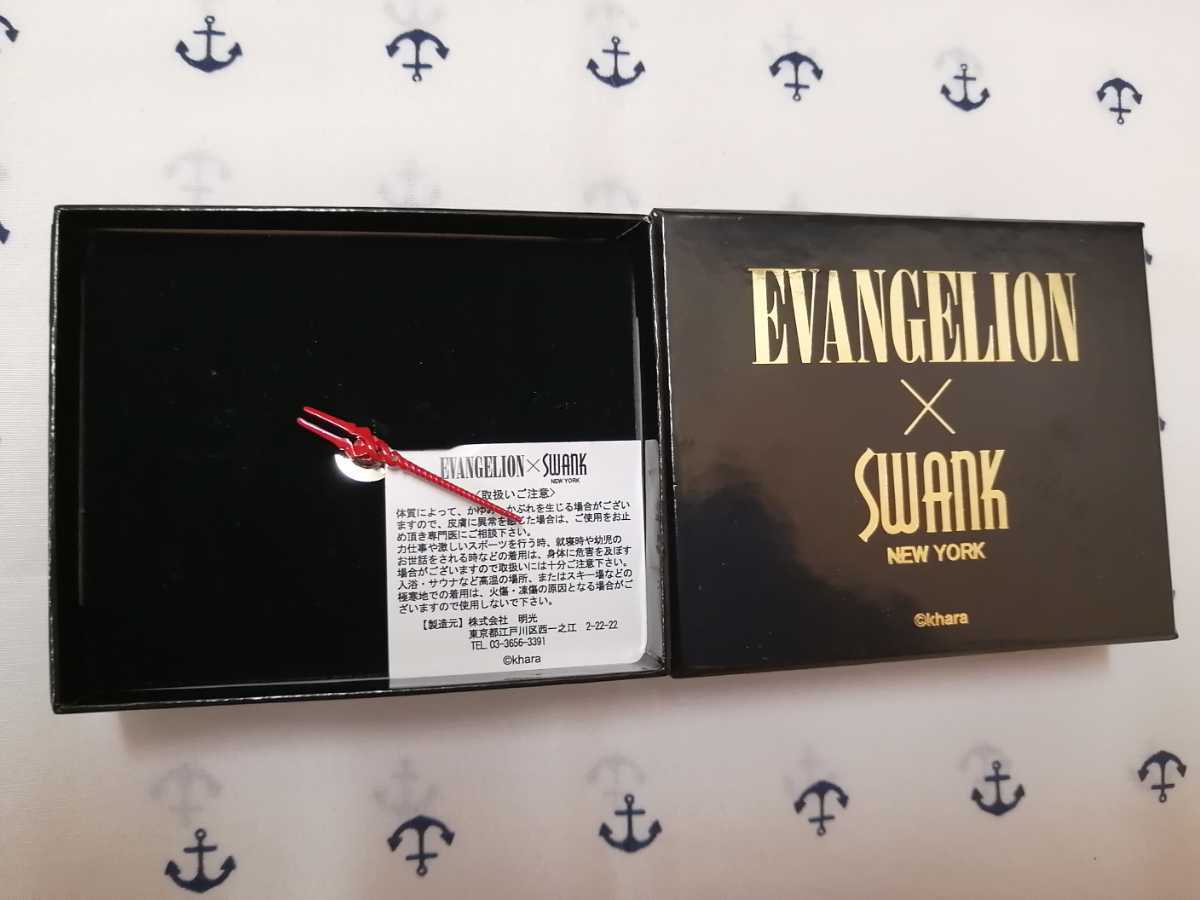 EVANGELION×SWANK
NEW YORK
〈取扱いご注意〉
体質によって、かゆみ、かぶれを生じる場合がござい
ますので、皮膚に異常を した場合は、ご使用をお止
め頂き専門医にご相談下さい。
力仕事や激しいスポーツを行う時、就寝時や幼児の
お世話をされる時などの着用は、身体に危害を及ぼす
場合がございますので取扱いには十分ご注意下さい。
入浴・サウナなど高温の場所、またはスキー場などの
極寒地での着用は、火傷・凍傷の原因となる場合がご
ざいますので使用しないで下さい。
【製造元】株式会社 明光
東京都江戸川区西一之江 2-22-22
TEL. 03-3656-3391
©khara
EVANGELION
×
SWANK
NEW YORK
©khara